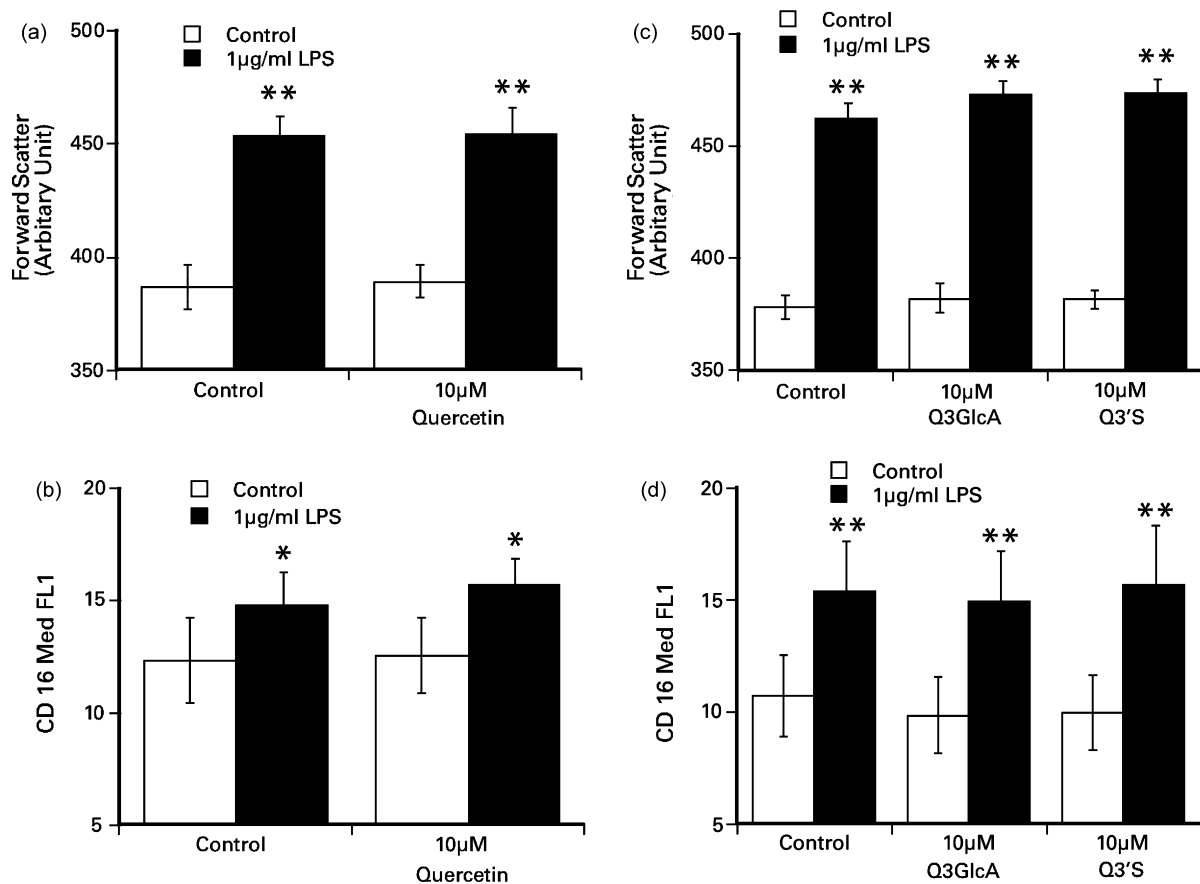 (a)
500
450
400
350
Forward Scatter
(Arbitary Unit)
Control
1µg/ml LPS
**
**
Control
10µM
Quercetin
(c)
500
450
400
350
Forward Scatter
(Arbitary Unit)
Control
1µg/ml LPS
**
**
**
Control
10µM
Q3GlcA
10µM
Q3'S
(b)
20
15
10
5
CD 16 Med FL1
Control
1µg/ml LPS
*
*
Control
10µM
Quercetin
(d)
20
15
10
5
CD 16 Med FL1
Control
1µg/ml LPS
**
**
**
Control
10µM
Q3GlcA
10µM
Q3'S